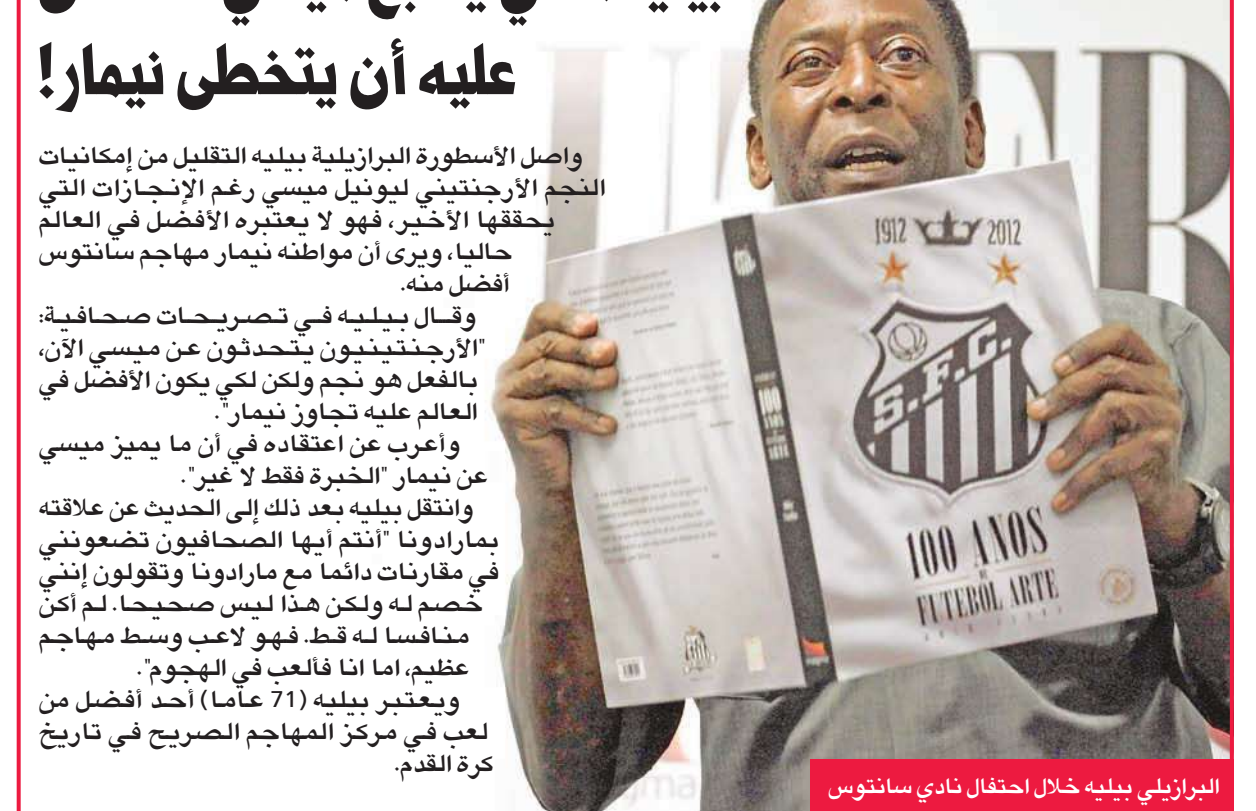 عليه أن يتخطى نيمار!
واصل الأسطورة البرازيلية بيليه التقليل من إمكانيات
النجم الأرجنتيني ليونيل ميسي رغم الإنجازات التي
يحققها الأخير، فهو لا يعتبره الأفضل في العالم
حاليا، ويرى أن مواطنه نيمار مهاجم سانتوس
أفضل منه.
وقال بيليه في تصريحات صحافية:
"الأرجنتينيون يتحدثون عن ميسي الآن،
بالفعل هو نجم ولكن لكي يكون الأفضل في
العالم عليه تجاوز نيمار".
وأعرب عن اعتقاده في أن ما يميز ميسي
عن نيمار "الخبرة فقط لا غير".
وانتقل بيليه بعد ذلك إلى الحديث عن علاقته
بمارادونا "أنتم أيها الصحافيون تضعونني
في مقارنات دائما مع مارادونا وتقولون إنني
خصم له ولكن هذا ليس صحيحا. لم أكن
منافسا له قط. فهو لاعب وسط مهاجم
عظيم، اما انا فألعب في الهجوم".
ويعتبر بيليه (71 عاما) أحد أفضل من
لعب في مركز المهاجم الصريح في تاريخ
كرة القدم.
1912 2012
S.F.C.
100 ANOS
DE
FUTEBOL ARTE
100
ANOS
البرازيلي بيليه خلال احتفال نادي سانتوس